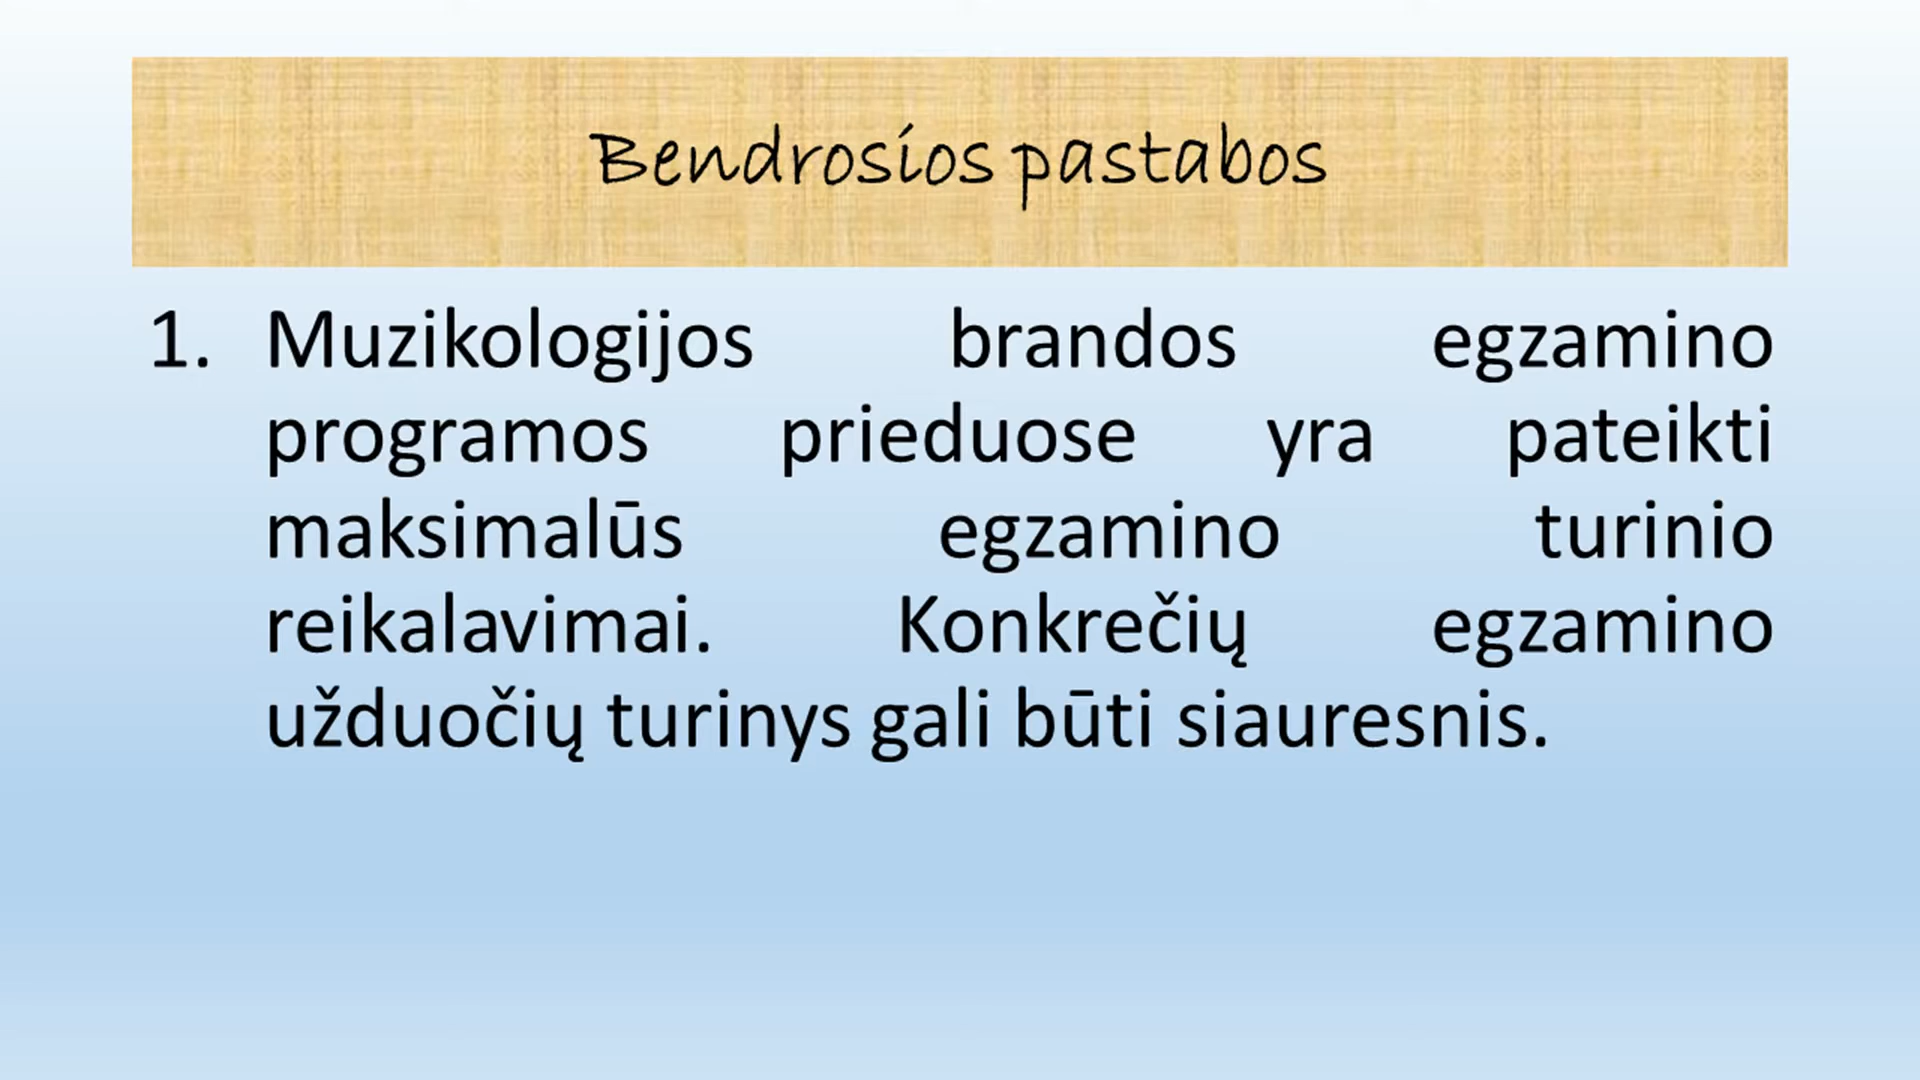 Bendrosios pastabos
1. Muzikologijos brandos egzamino
programos prieduose yra pateikti
maksimalūs egzamino turinio
reikalavimai. Konkrečių egzamino
užduočių turinys gali būti siauresnis.